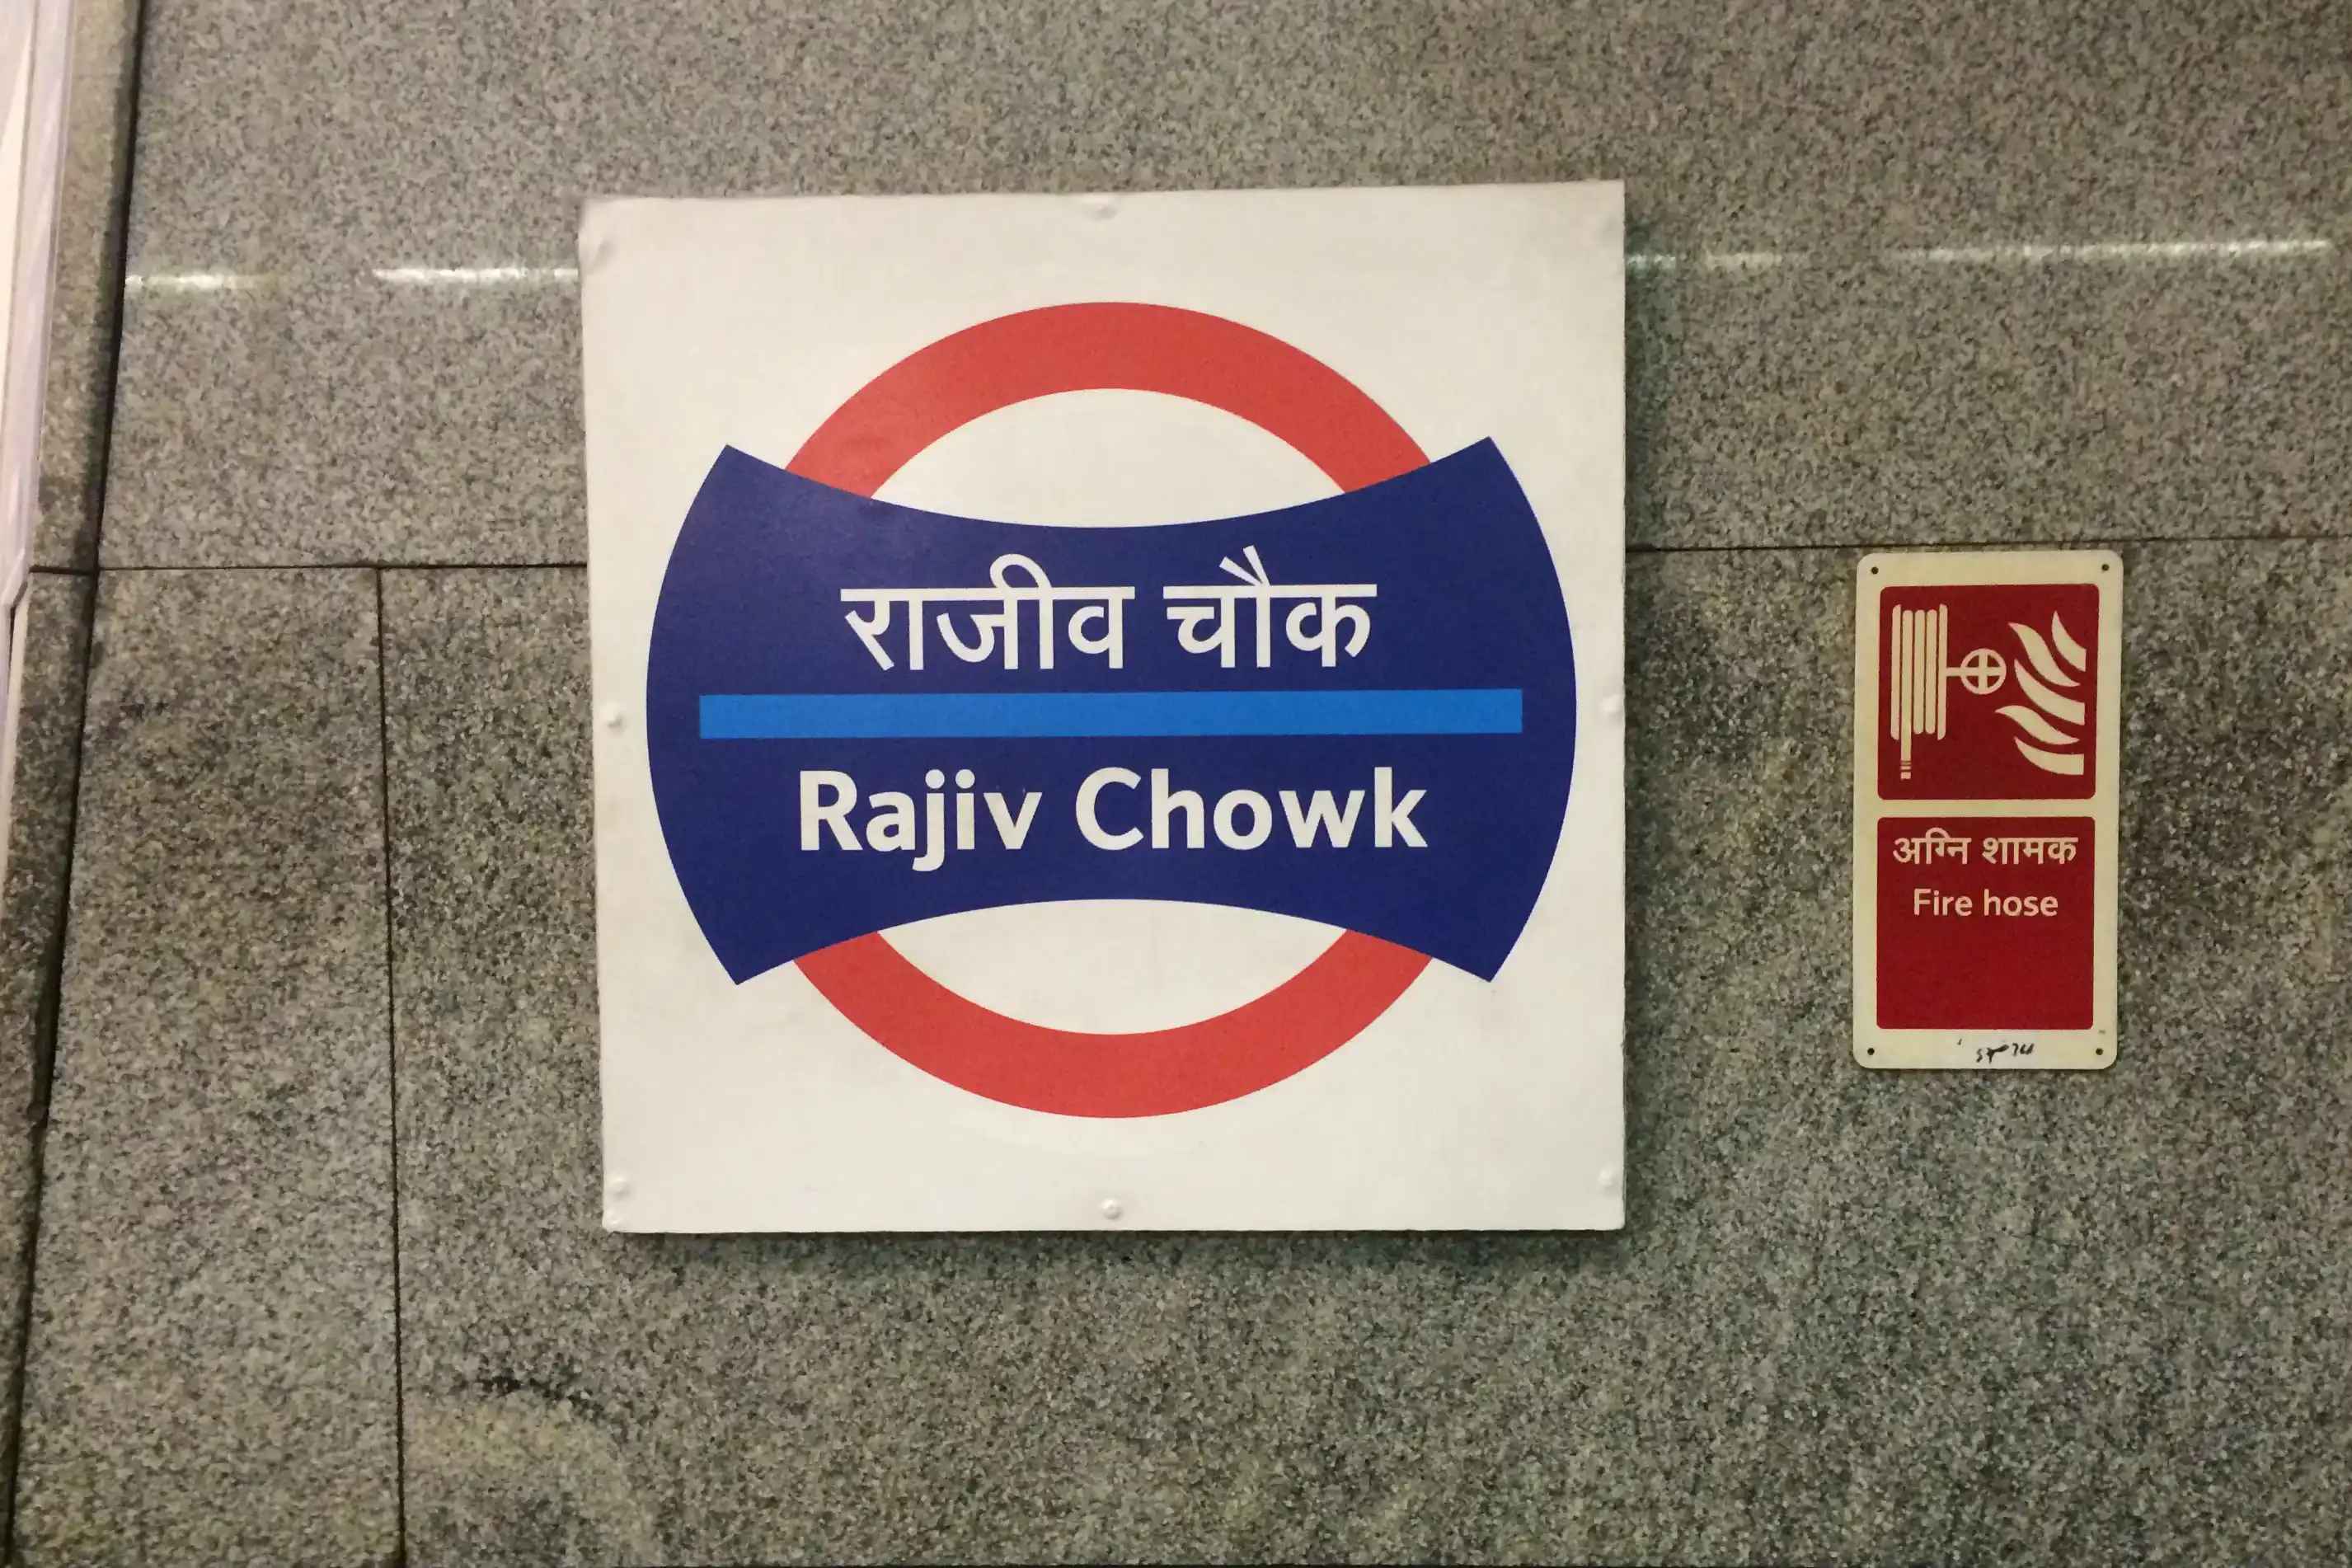 राजीव चौक
Rajiv Chowk
अग्नि शामक
Fire hose